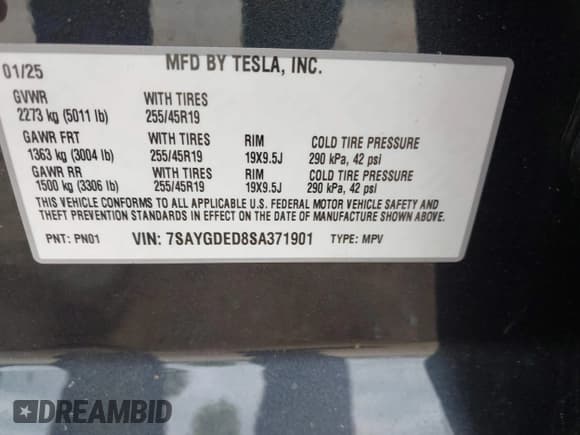 01/25 MFD BY TESLA, INC.
GVWR WITH TIRES
2273 kg (5011 lb) 255/45R19
GAWR FRT WITH TIRES RIM COLD TIRE PRESSURE
1363 kg (3004 lb) 255/45R19 19X9.5J 290 kPa, 42 psi
GAWR RR WITH TIRES RIM COLD TIRE PRESSURE
1500 kg (3306 lb) 255/45R19 19X9.5J 290 kPa, 42 psi
THIS VEHICLE CONFORMS TO ALL APPLICABLE U.S. FEDERAL MOTOR VEHICLE SAFETY AND
THEFT PREVENTION STANDARDS IN EFFECT ON THE DATE OF MANUFACTURE SHOWN ABOVE.
PNT: PN01 VIN: 7SAYGDED8SA371901 TYPE: MPV
DREAMBID